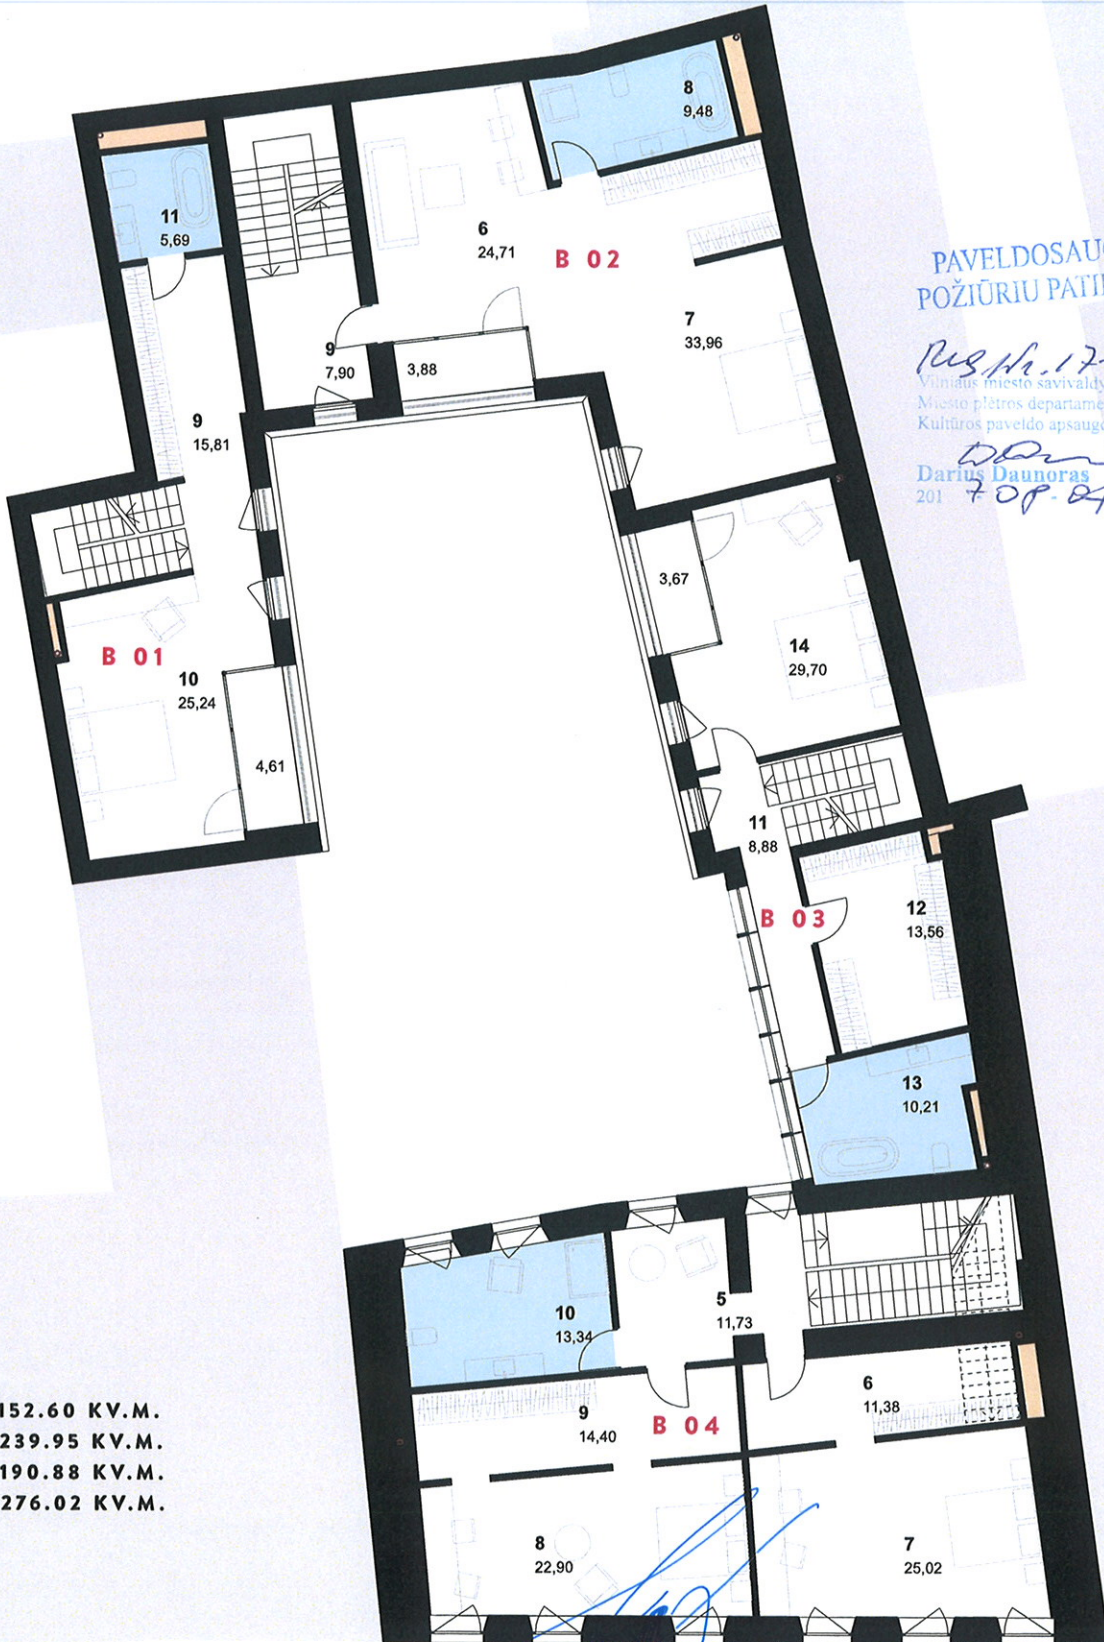 8
9,48
11
5,69
6
24,71
B 02
PAVELDOSAU
POŽIŪRIU PATI
7
33,96
9
7,90
3,88
Vilniaus miesto savivaldy
Miesto plėtros departame
Kultūros paveldo apsaugo
9
15,81
Darius Daunoras
201
3,67
B 01
10
25,24
14
29,70
4,61
11
8,88
B 03
12
13,56
13
10,21
5
11,73
10
13,34
6
11,38
9
14,40
B 04
152.60 KV.M.
239.95 KV.M.
190.88 KV.M.
276.02 KV.M.
8
22,90
7
25,02